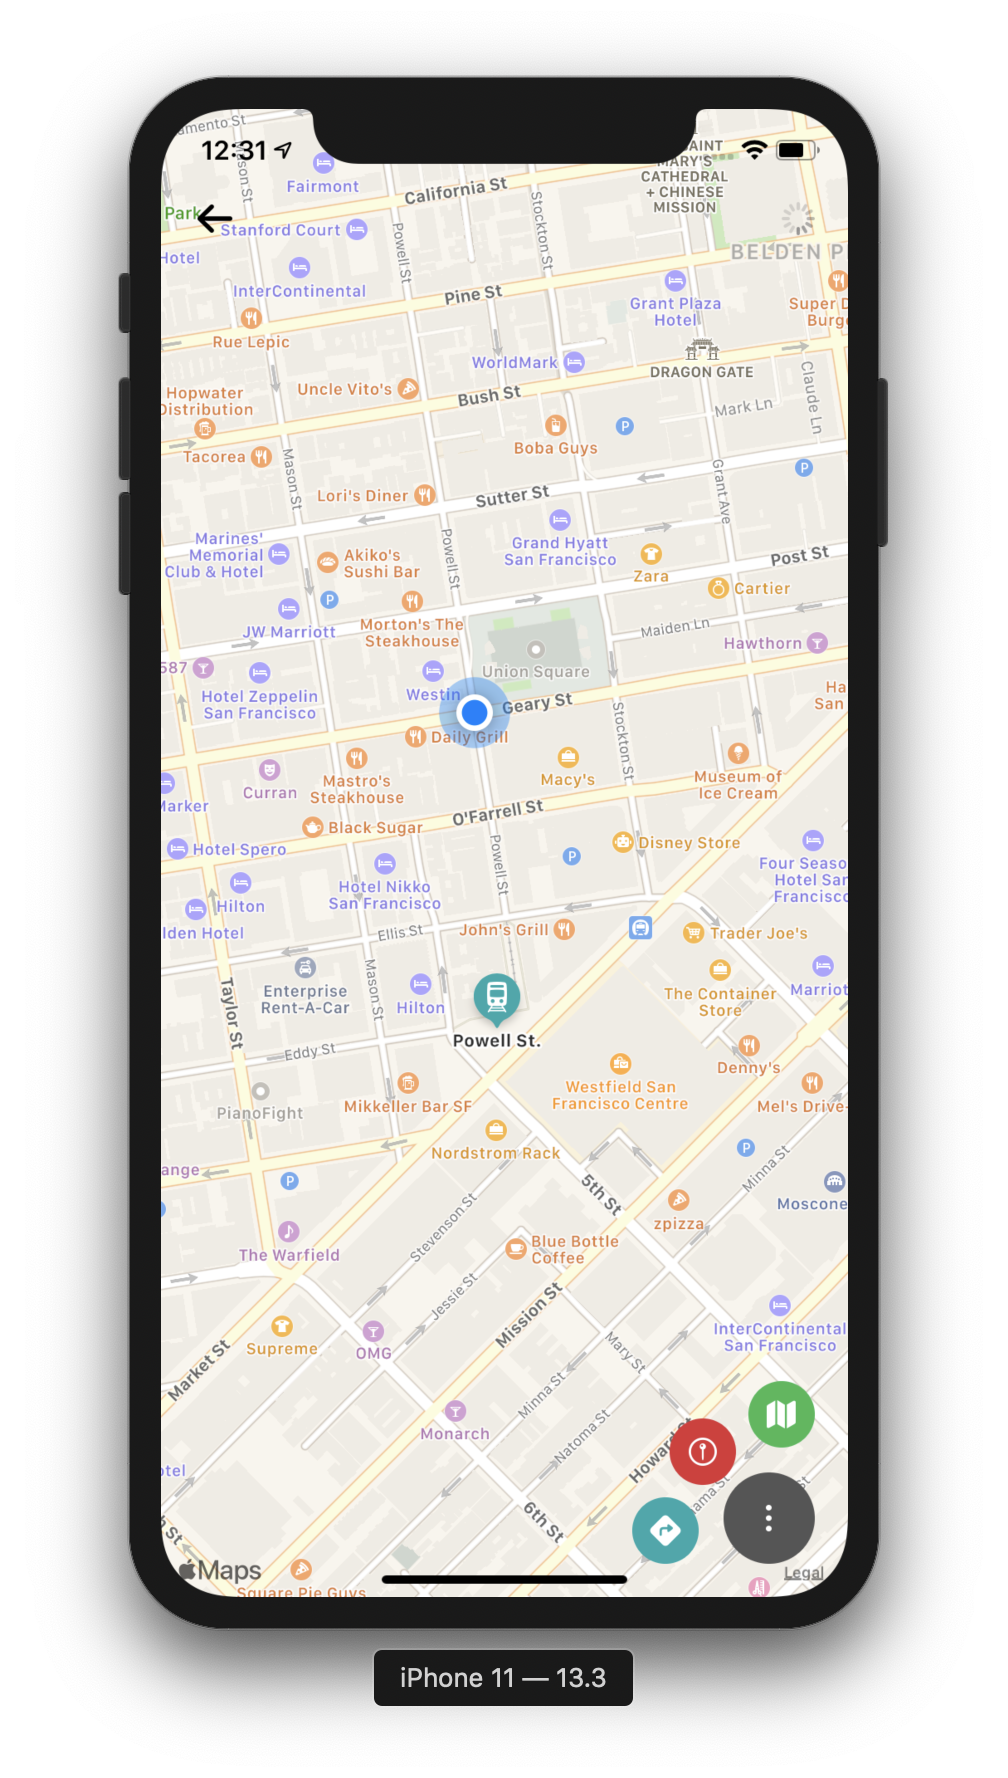 12:31
Fairmont
California St
SAINT
MARY'S
CATHEDRAL
+ CHINESE
MISSION
Mason St
Powell St
Stockton St
Park
Stanford Court
Hotel
InterContinental
BELDEN P
Pine St
Grant Plaza
Hotel
Super D
Burge
Rue Lepic
WorldMark
DRAGON GATE
Uncle Vito's
Bush St
Hopwater
Distribution
Mark Ln
Claude Ln
P
Boba Guys
Tacorea
Mason St
Grant Ave
P
Lori's Diner
Sutter St
Marines'
Memorial
Club & Hotel
Akiko's
Sushi Bar
Powell St
Grand Hyatt
San Francisco
Zara
Post St
Cartier
P
JW Marriott
Morton's The
Steakhouse
Maiden Ln
Hawthorn
587
Union Square
Hotel Zeppelin
San Francisco
Westin
Geary St
Stockton St
Ha
San
Daily Grill
Curran
Mastro's
Steakhouse
Macy's
Museum of
Ice Cream
Marker
O'Farrell St
Black Sugar
Disney Store
Hotel Spero
Powell St
P
Four Seaso
Hotel San
Francisco
Hotel Nikko
San Francisco
Hilton
lden Hotel
Ellis St
John's Grill
Trader Joe's
Enterprise
Rent-A-Car
Mason St
Hilton
The Container
Store
Marriot
Taylor St
Powell St.
Eddy St
Denny's
PianoFight
Mikkeller Bar SF
Westfield San
Francisco Centre
Mel's Drive-
Nordstrom Rack
P
Minna St
ange
P
5th St
Moscone
zpizza
Stevenson St
The Warfield
Blue Bottle
Coffee
Jessie St
Mission St
InterContinental
San Francisco
Supreme
OMG
Mary St
Market St
Minna St
Monarch
Natoma St
Howard St
otel
6th St
h St
ama St
Maps
Square Pie Guys
Legal
iPhone 11 — 13.3